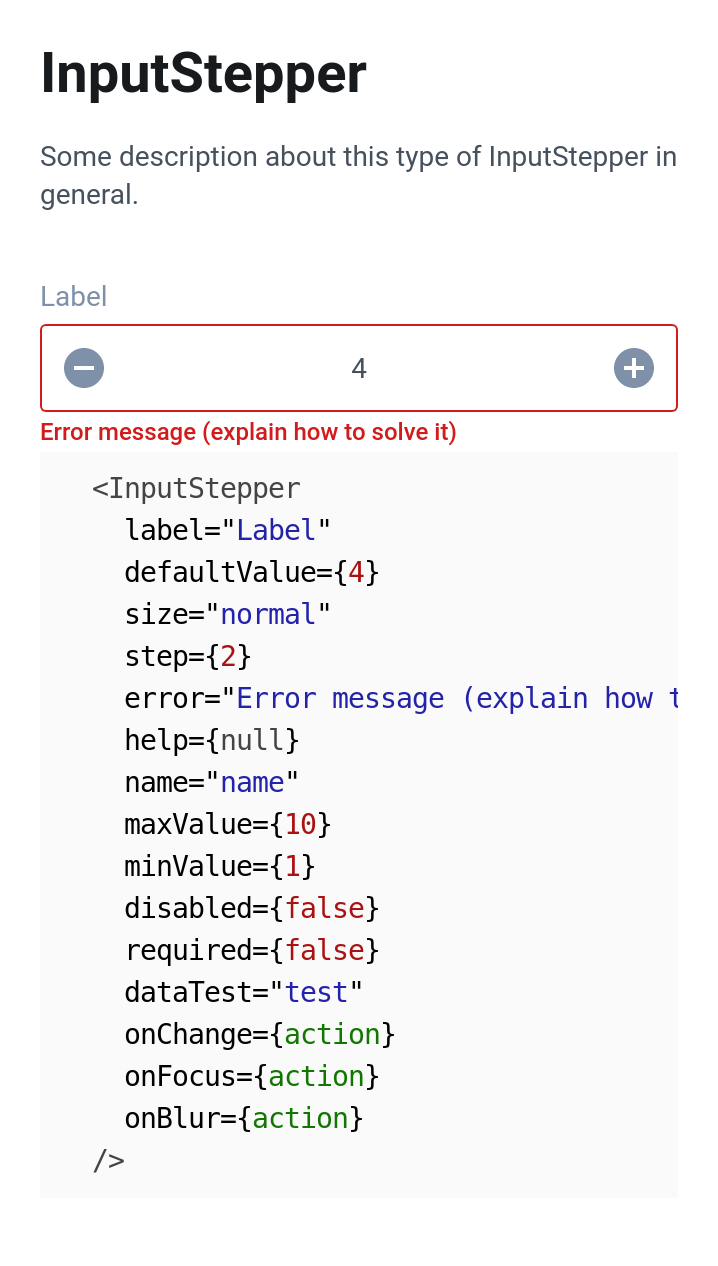 InputStepper
Some description about this type of InputStepper in
general.
Label
4
Error message (explain how to solve it)
<InputStepper
label="Label"
defaultValue={4}
size="normal"
step={2}
error="Error message (explain how t
help={null}
name="name"
maxValue={10}
minValue={1}
disabled={false}
required={false}
dataTest="test"
onChange={action}
onFocus={action}
onBlur={action}
/>